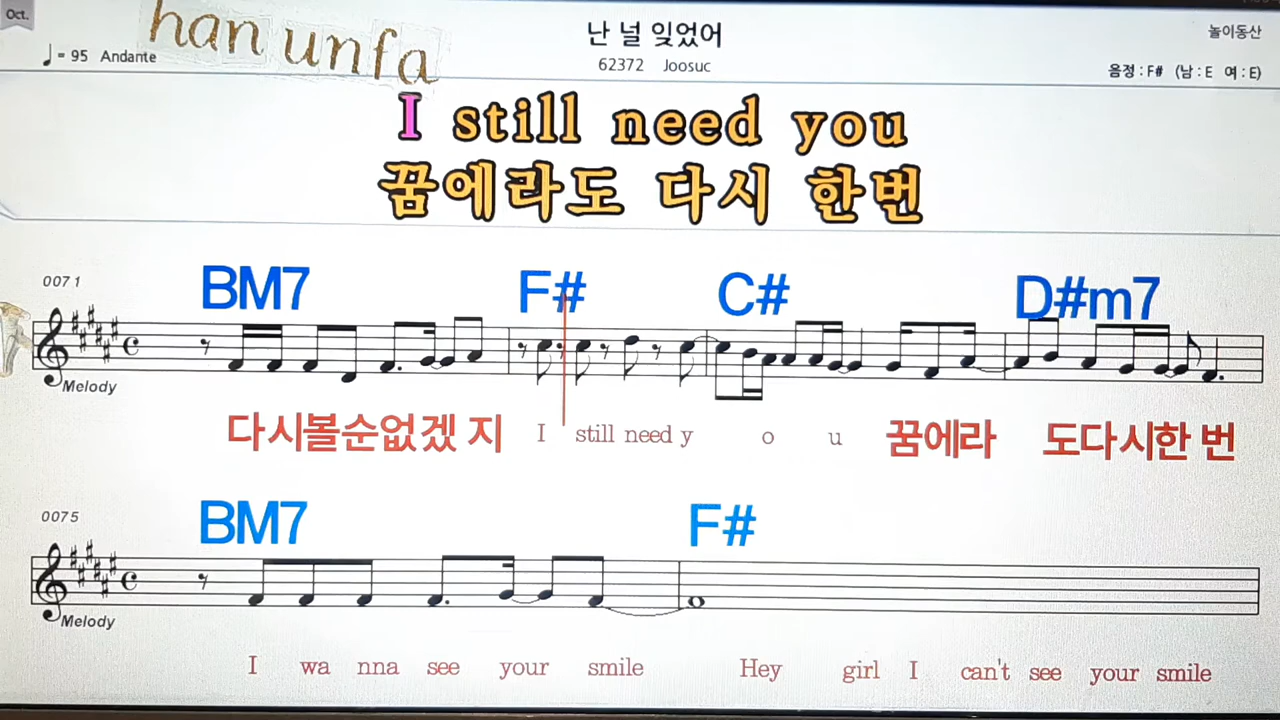 Oct.
han unfa
난 널 잊었어
놀이동산
♩= 95 Andante
62372 Joosuc
음정 : F# (남 : E 여 : E)
I still need you
꿈에라도 다시 한번
0071
BM7 F# C# D#m7
Melody
다시볼순없겠 지 I still need y o u 꿈에라 도다시한 번
0075
BM7 F#
Melody
I wa nna see your smile Hey girl I can't see your smile